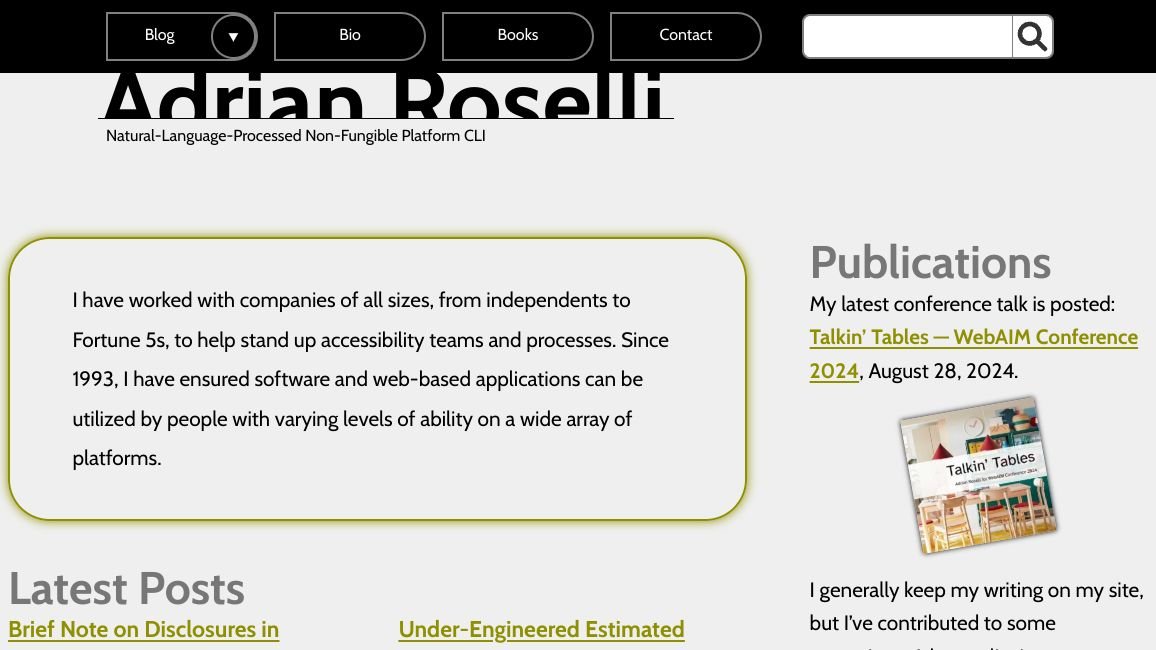 Blog ▼ Bio Books Contact
Adrian Roselli
Natural-Language-Processed Non-Fungible Platform CLI
I have worked with companies of all sizes, from independents to
Fortune 5s, to help stand up accessibility teams and processes. Since
1993, I have ensured software and web-based applications can be
utilized by people with varying levels of ability on a wide array of
platforms.
Latest Posts
Brief Note on Disclosures in
Under-Engineered Estimated
Publications
My latest conference talk is posted:
Talkin’ Tables — WebAIM Conference
2024, August 28, 2024.
Talkin’ Tables
Adrian Roselli for WebAIM Conference 2024
I generally keep my writing on my site,
but I’ve contributed to some